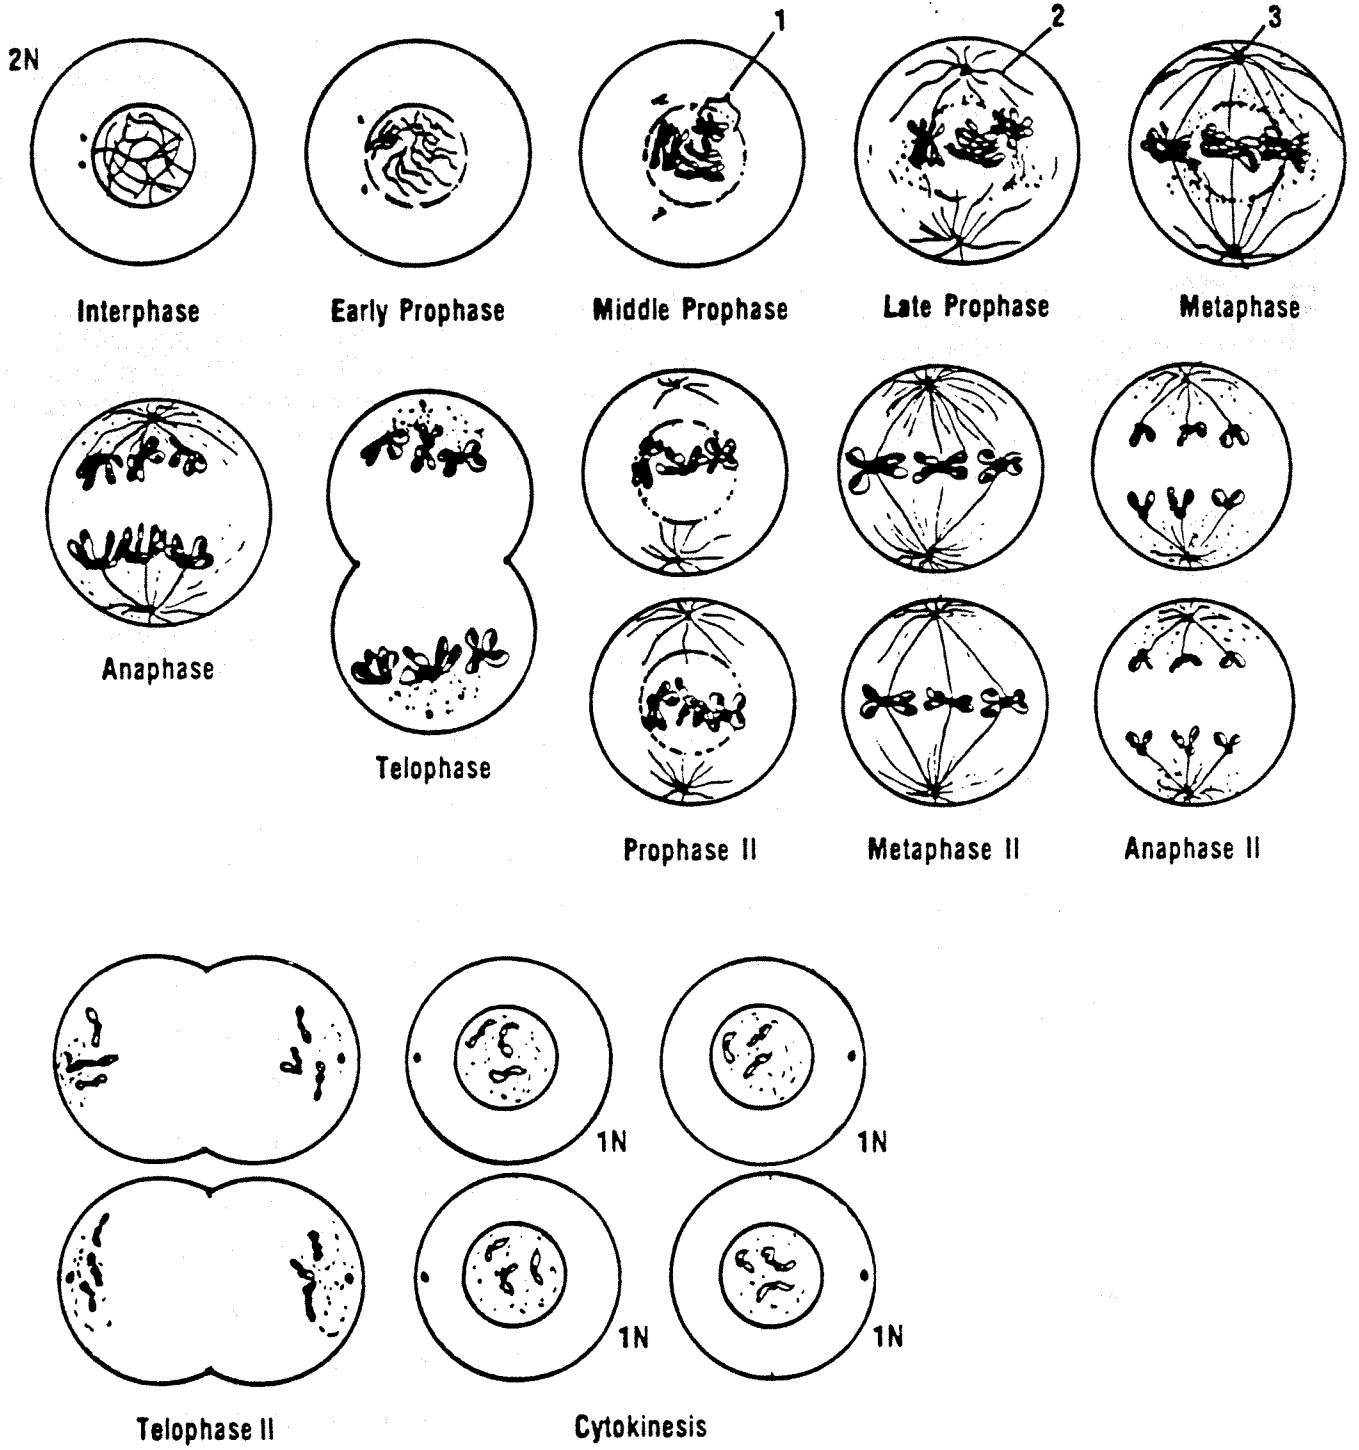 1
2
3
2N
Interphase
Early Prophase
Middle Prophase
Late Prophase
Metaphase
Anaphase
Telophase
Prophase II
Metaphase II
Anaphase II
1N
1N
1N
1N
Telophase II
Cytokinesis